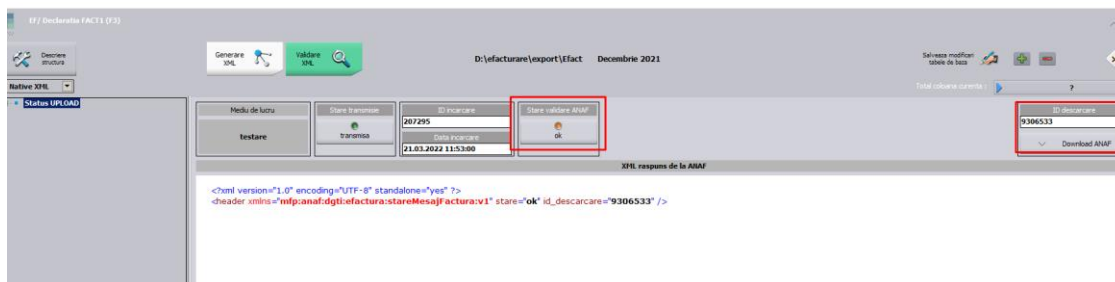 EF/ Declaratia FACT1 (F3)
Descriere structura
Generare XML
Validare XML
D:\efacturare\export\Efact Decembrie 2021
Salveaza modificari tabele de baza
Native XML
Total coloana curenta : ?
Status UPLOAD
Mediu de lucru
testare
Stare transmisie
transmisa
ID incarcare
207295
Data incarcare
21.03.2022 11:53:00
Stare validare ANAF
ok
ID descarcare
9306533
Download ANAF
XML raspuns de la ANAF
<?xml version="1.0" encoding="UTF-8" standalone="yes" ?>
<header xmlns="mfp:anaf:dgti:efactura:stareMesajFactura:v1" stare="ok" id_descarcare="9306533" />